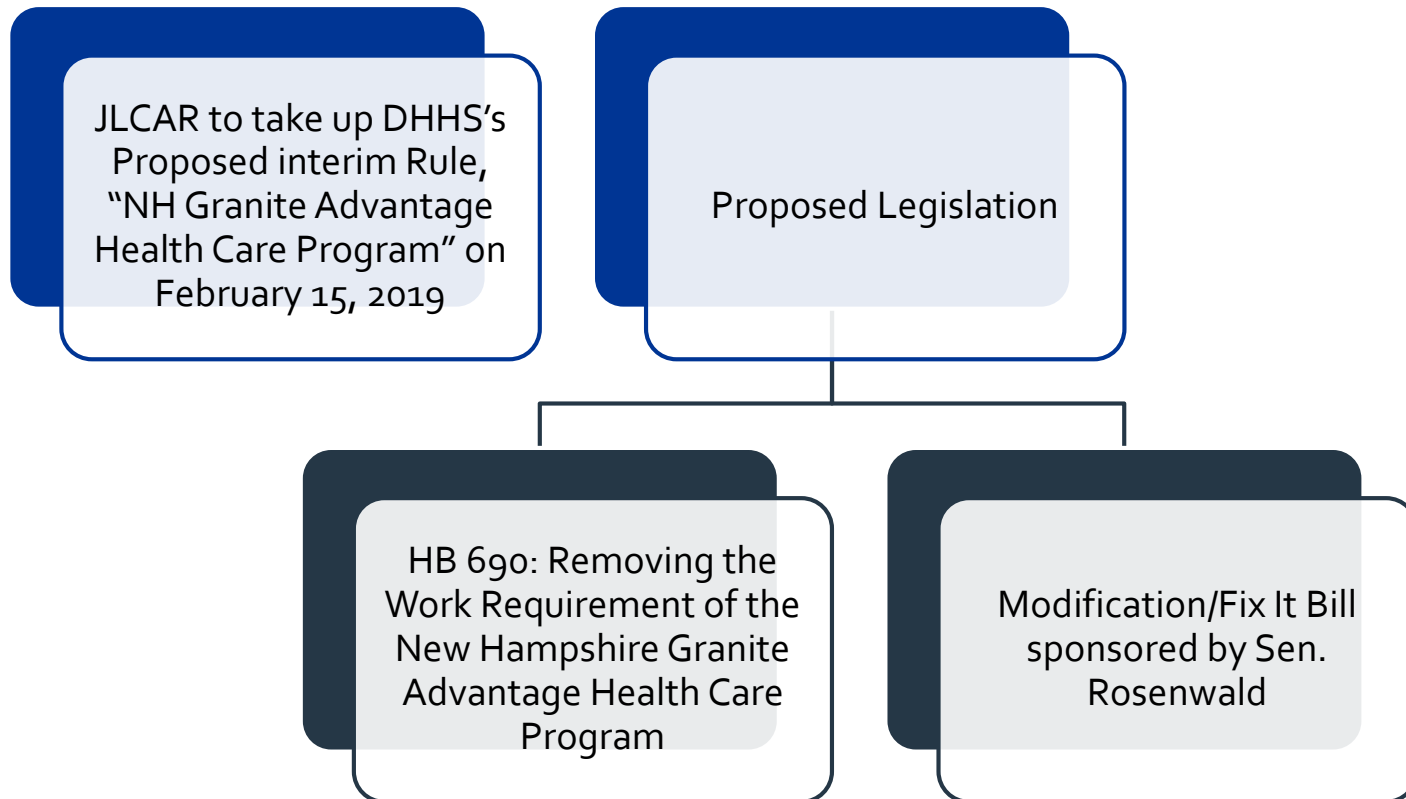 JLCAR to take up DHHS’s
Proposed interim Rule,
“NH Granite Advantage
Health Care Program” on
February 15, 2019
Proposed Legislation
HB 690: Removing the
Work Requirement of the
New Hampshire Granite
Advantage Health Care
Program
Modification/Fix It Bill
sponsored by Sen.
Rosenwald